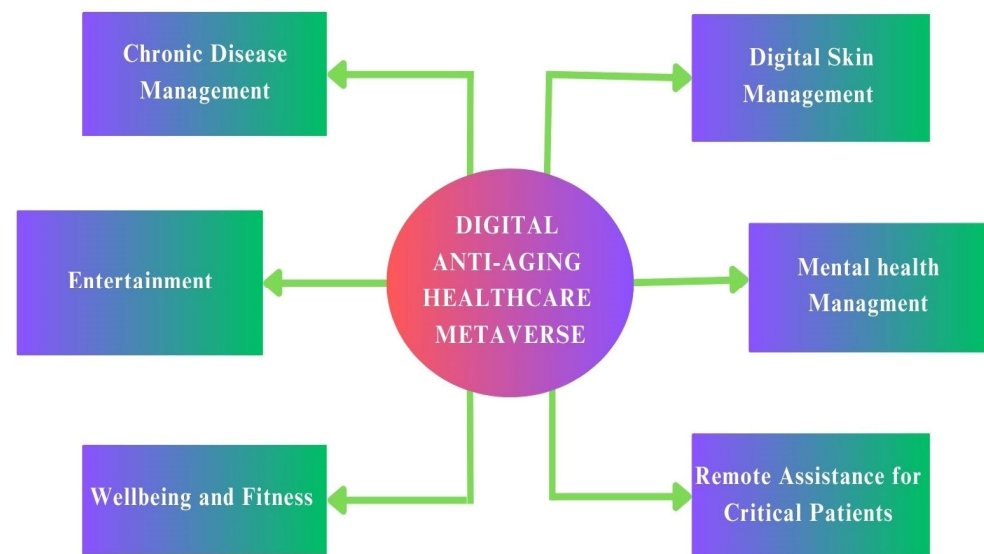 Chronic Disease
Management
Digital Skin
Management
DIGITAL
ANTI-AGING
HEALTHCARE
METAVERSE
Entertainment
Mental health
Managment
Wellbeing and Fitness
Remote Assistance for
Critical Patients